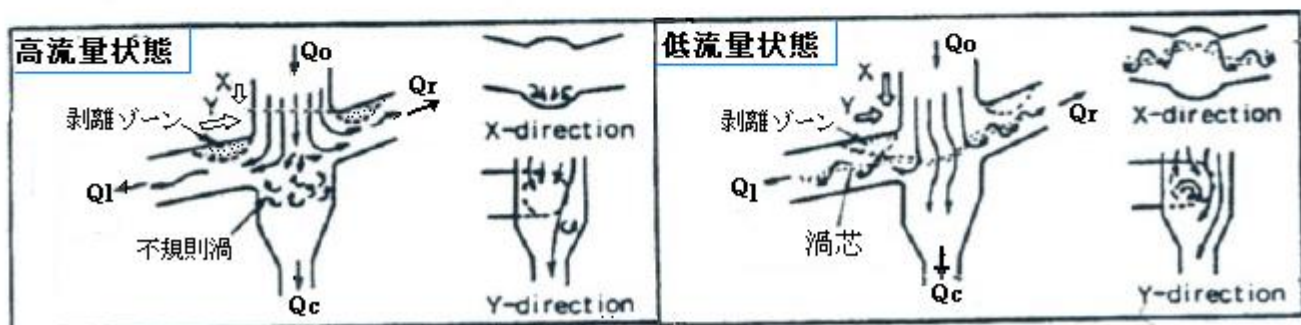 高流量状態
Qo
X
Y
Qr
剥離ゾーン
Ql
不規則渦
Qc
X-direction
Y-direction
低流量状態
Qo
X
Y
Qr
剥離ゾーン
Ql
渦芯
Qc
X-direction
Y-direction